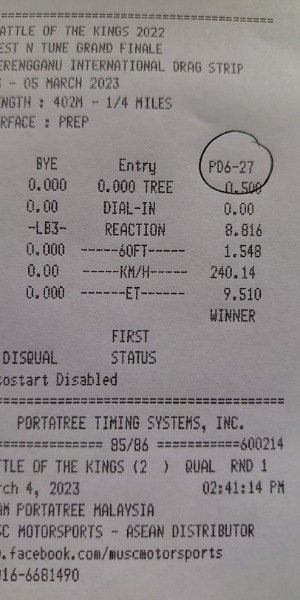 ================================
ATTLE OF THE KINGS 2022
EST N TUNE GRAND FINALE
ERENGGANU INTERNATIONAL DRAG STRIP
- 05 MARCH 2023
NGTH : 402M - 1/4 MILES
RFACE : PREP
BYE Entry PD6-27
0.000 0.000 TREE 0.500
0.00 DIAL-IN 0.00
-LB3- REACTION 8.816
0.000 -----60FT----- 1.548
0.00 -----KM/H----- 240.14
0.000 ------ET------ 9.510
WINNER
FIRST
DISQUAL STATUS
tostart Disabled
================================
PORTATREE TIMING SYSTEMS, INC.
============ 85/86 ===========600214
TTLE OF THE KINGS (2 ) QUAL RND 1
rch 4, 2023 02:41:14 PM
AM PORTATREE MALAYSIA
SC MOTORSPORTS - ASEAN DISTRIBUTOR
w.facebook.com/muscmotorsports
016-6681490